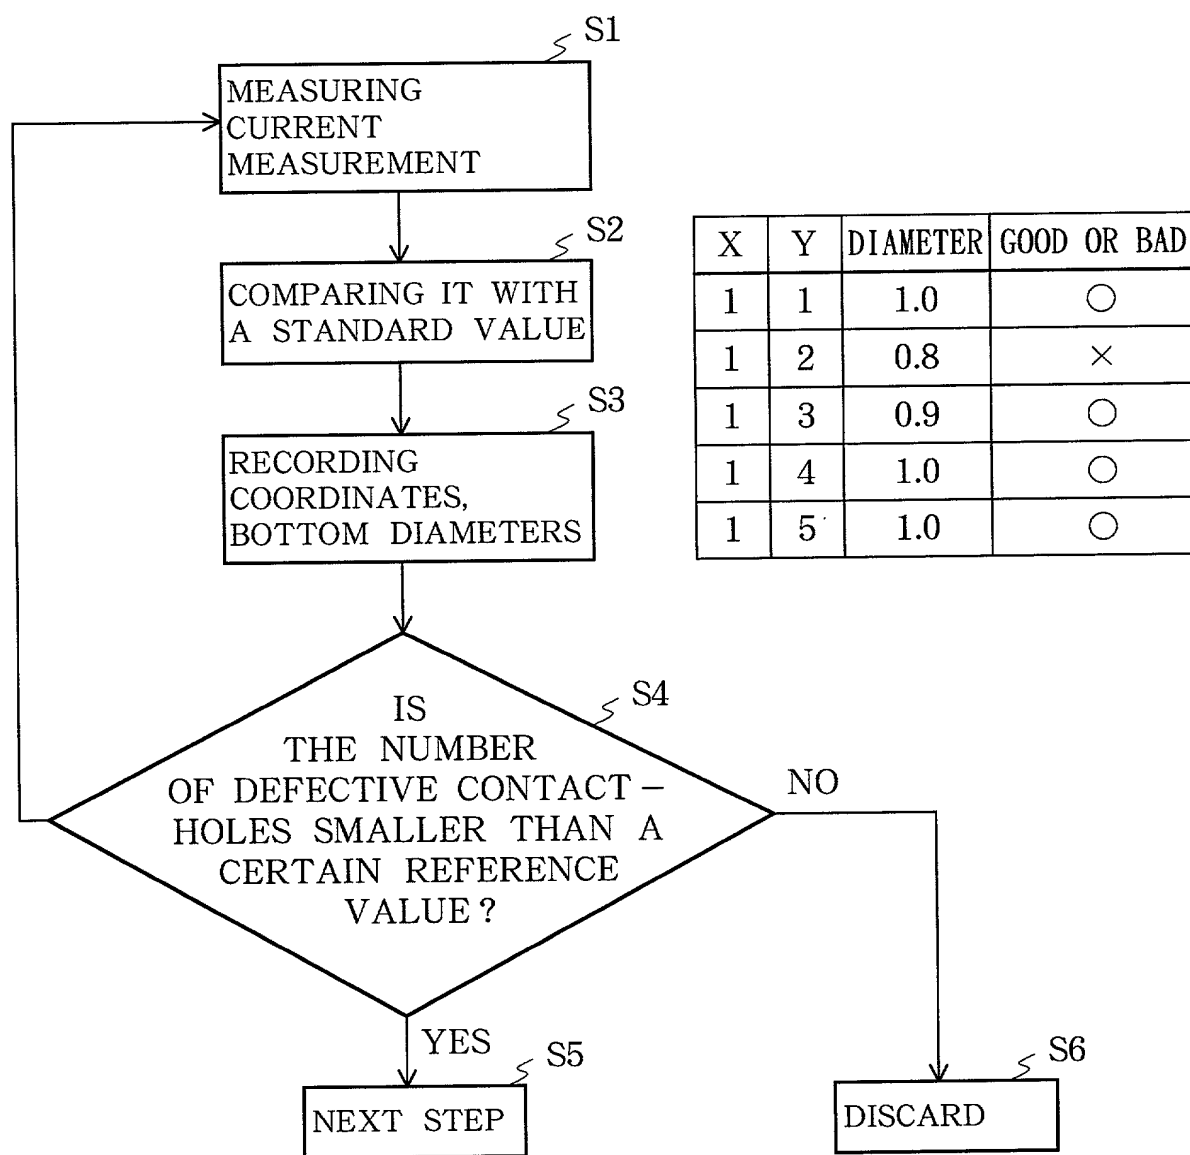 S1
MEASURING
CURRENT
MEASUREMENT
S2
COMPARING IT WITH
A STANDARD VALUE
S3
RECORDING
COORDINATES,
BOTTOM DIAMETERS
S4
IS
THE NUMBER
OF DEFECTIVE CONTACT–
HOLES SMALLER THAN A
CERTAIN REFERENCE
VALUE?
NO
YES
S5
NEXT STEP
S6
DISCARD
X Y DIAMETER GOOD OR BAD
1 1 1.0 ○
1 2 0.8 ×
1 3 0.9 ○
1 4 1.0 ○
1 5 1.0 ○